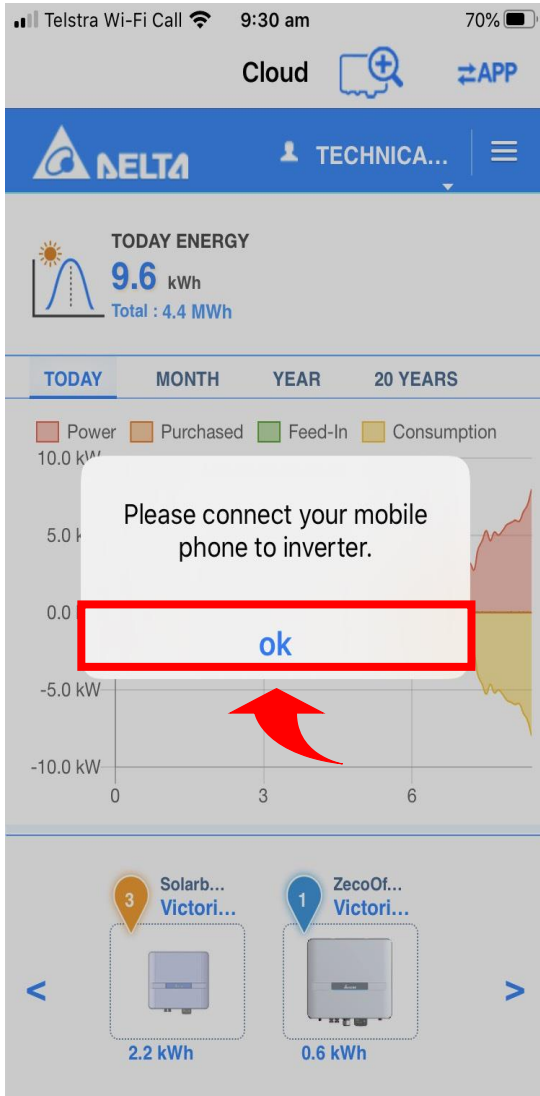 Telstra Wi-Fi Call 9:30 am 70%
Cloud APP
DELTA TECHNICA...
TODAY ENERGY
9.6 kWh
Total : 4.4 MWh
TODAY MONTH YEAR 20 YEARS
Power Purchased Feed-In Consumption
10.0 kW
Please connect your mobile
phone to inverter.
5.0
0.0
ok
-5.0 kW
-10.0 kW
0 3 6
3 Solarb... 1 ZecoOf...
Victori... Victori...
< >
2.2 kWh 0.6 kWh